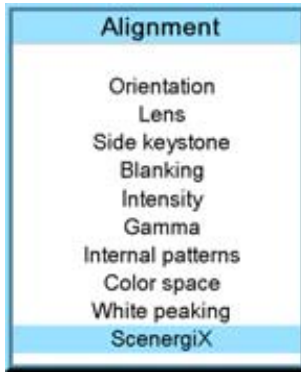 Alignment
Orientation
Lens
Side keystone
Blanking
Intensity
Gamma
Internal patterns
Color space
White peaking
ScenergiX